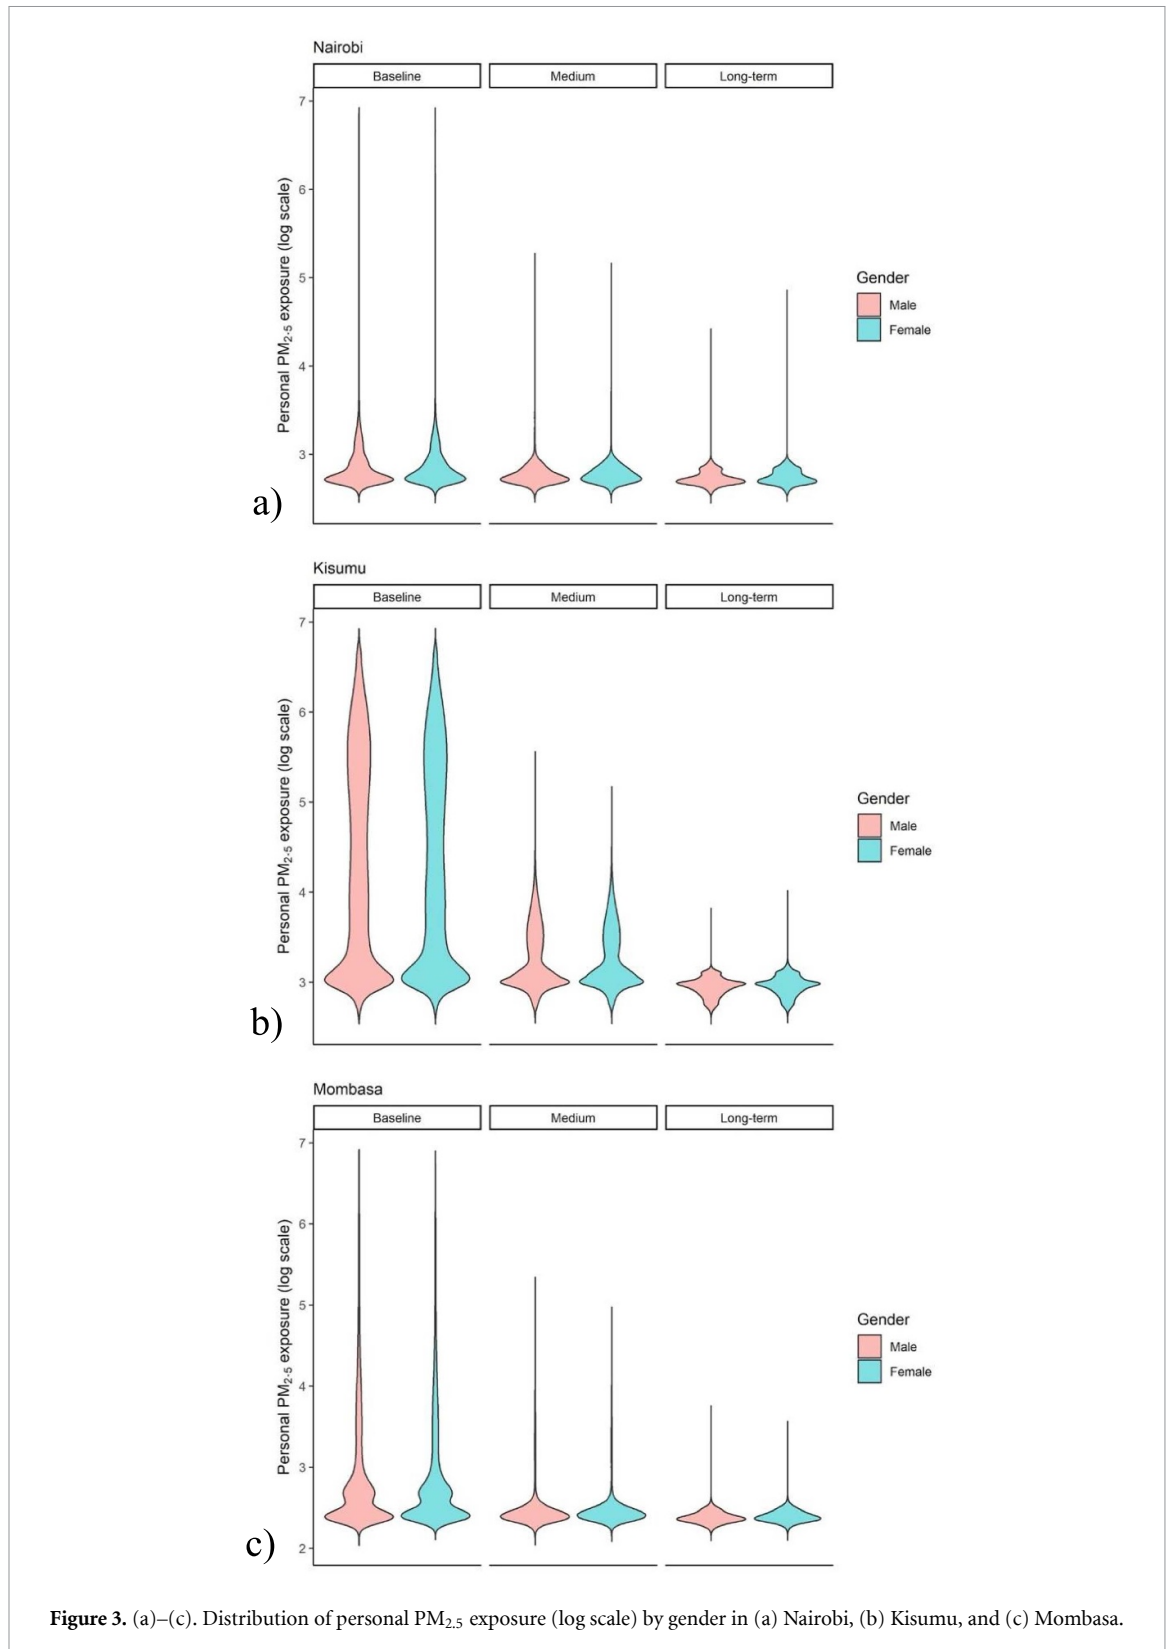 Nairobi
Baseline Medium Long-term
7
6
5
4
3
Personal PM2-5 exposure (log scale)
Gender
Male
Female
a)
Kisumu
Baseline Medium Long-term
7
6
5
4
3
Personal PM2-5 exposure (log scale)
Gender
Male
Female
b)
Mombasa
Baseline Medium Long-term
7
6
5
4
3
2
Personal PM2-5 exposure (log scale)
Gender
Male
Female
c)
Figure 3. (a)–(c). Distribution of personal PM2.5 exposure (log scale) by gender in (a) Nairobi, (b) Kisumu, and (c) Mombasa.